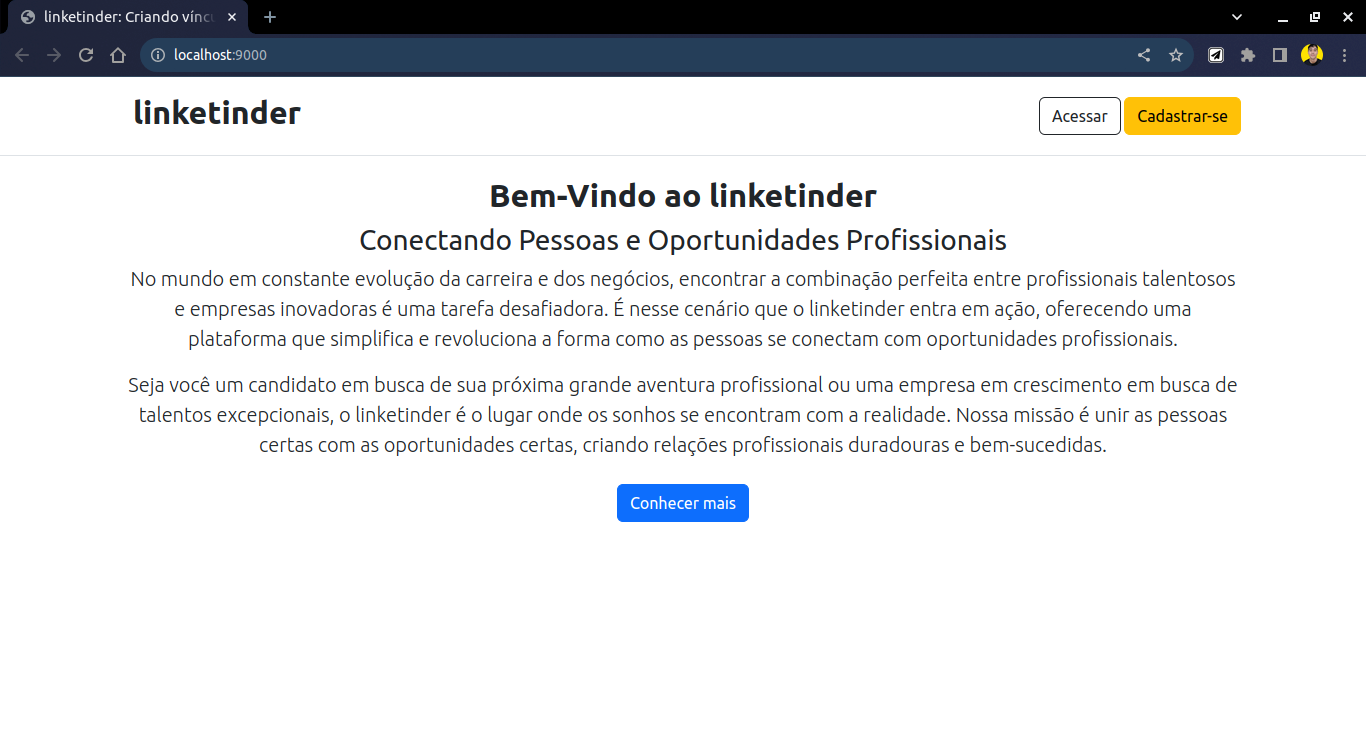 linketinder: Criando víncu
localhost:9000
linketinder
Acessar
Cadastrar-se
Bem-Vindo ao linketinder
Conectando Pessoas e Oportunidades Profissionais
No mundo em constante evolução da carreira e dos negócios, encontrar a combinação perfeita entre profissionais talentosos
e empresas inovadoras é uma tarefa desafiadora. É nesse cenário que o linketinder entra em ação, oferecendo uma
plataforma que simplifica e revoluciona a forma como as pessoas se conectam com oportunidades profissionais.
Seja você um candidato em busca de sua próxima grande aventura profissional ou uma empresa em crescimento em busca de
talentos excepcionais, o linketinder é o lugar onde os sonhos se encontram com a realidade. Nossa missão é unir as pessoas
certas com as oportunidades certas, criando relações profissionais duradouras e bem-sucedidas.
Conhecer mais